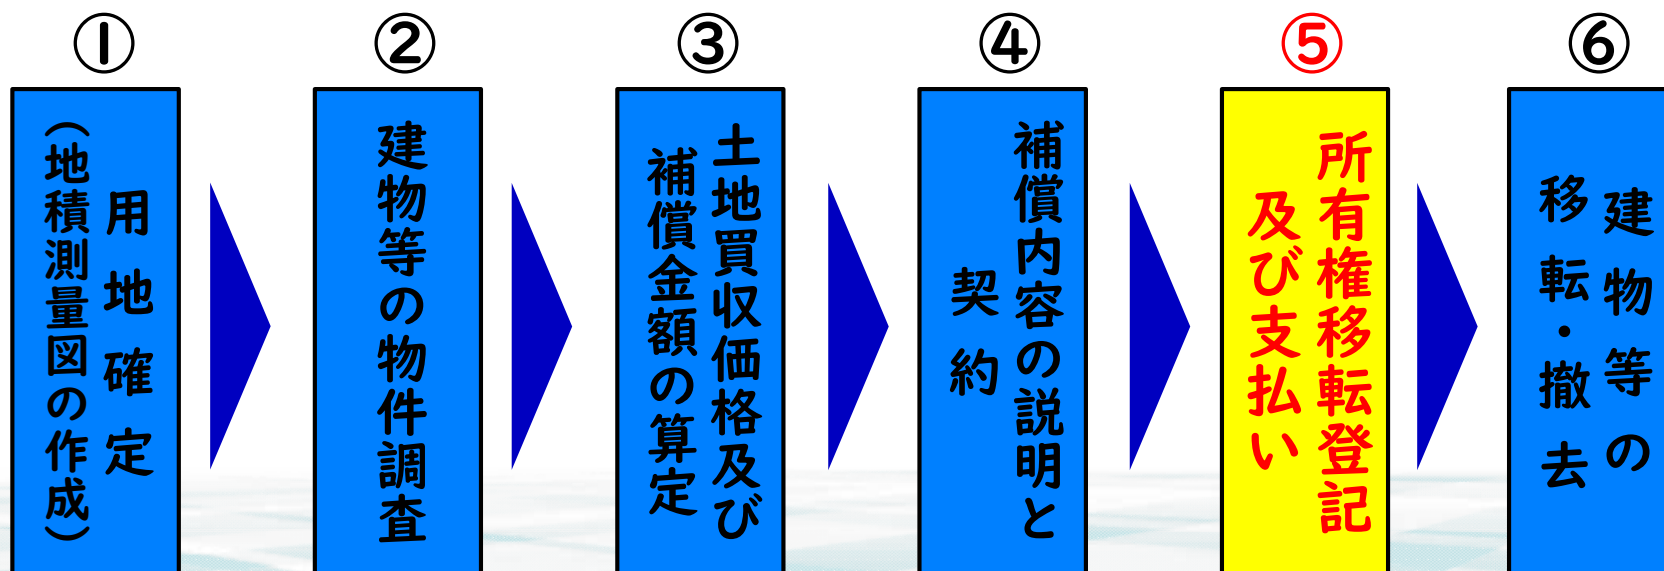 ①
用地確定
（地積測量図の作成）
②
建物等の物件調査
③
土地買収価格及び
補償金額の算定
④
補償内容の説明と
契約
⑤
所有権移転登記
及び支払い
⑥
建物等の
移転・撤去